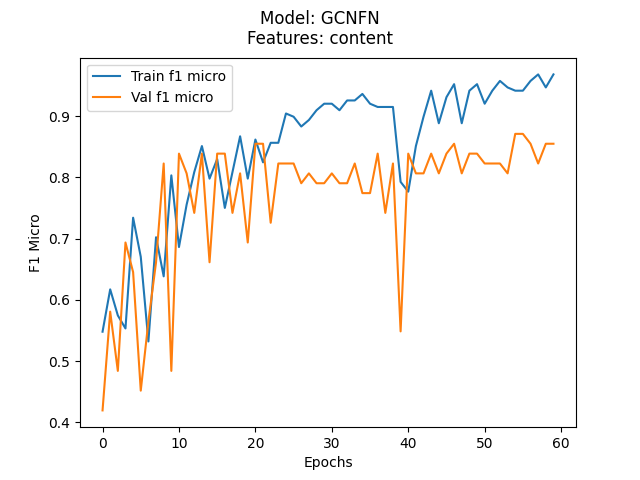 Model: GCNFN
Features: content
Train f1 micro
Val f1 micro
F1 Micro
0.9
0.8
0.7
0.6
0.5
0.4
0 10 20 30 40 50 60
Epochs